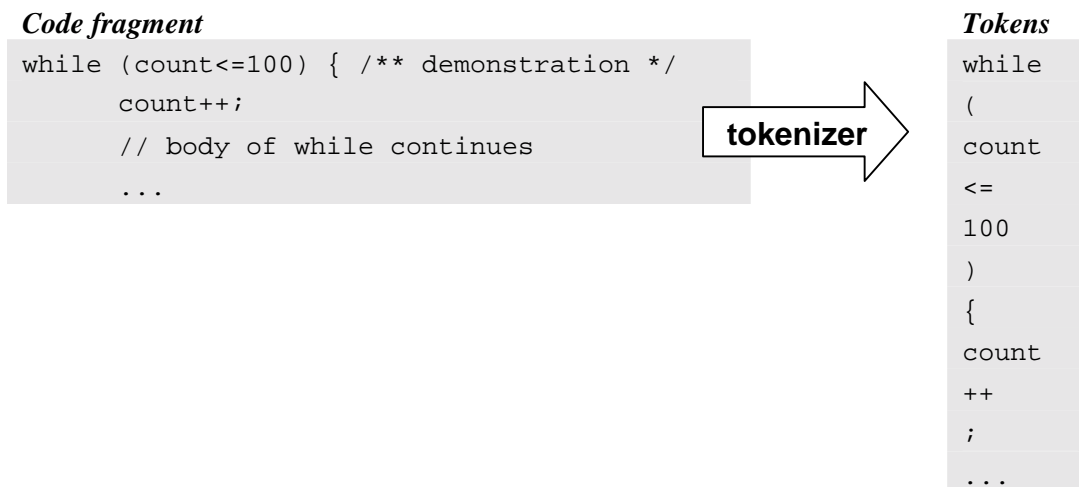 Code fragment
while (count<=100) { /** demonstration */
count++;
// body of while continues
...
tokenizer
Tokens
while
(
count
<=
100
)
{
count
++
;
...